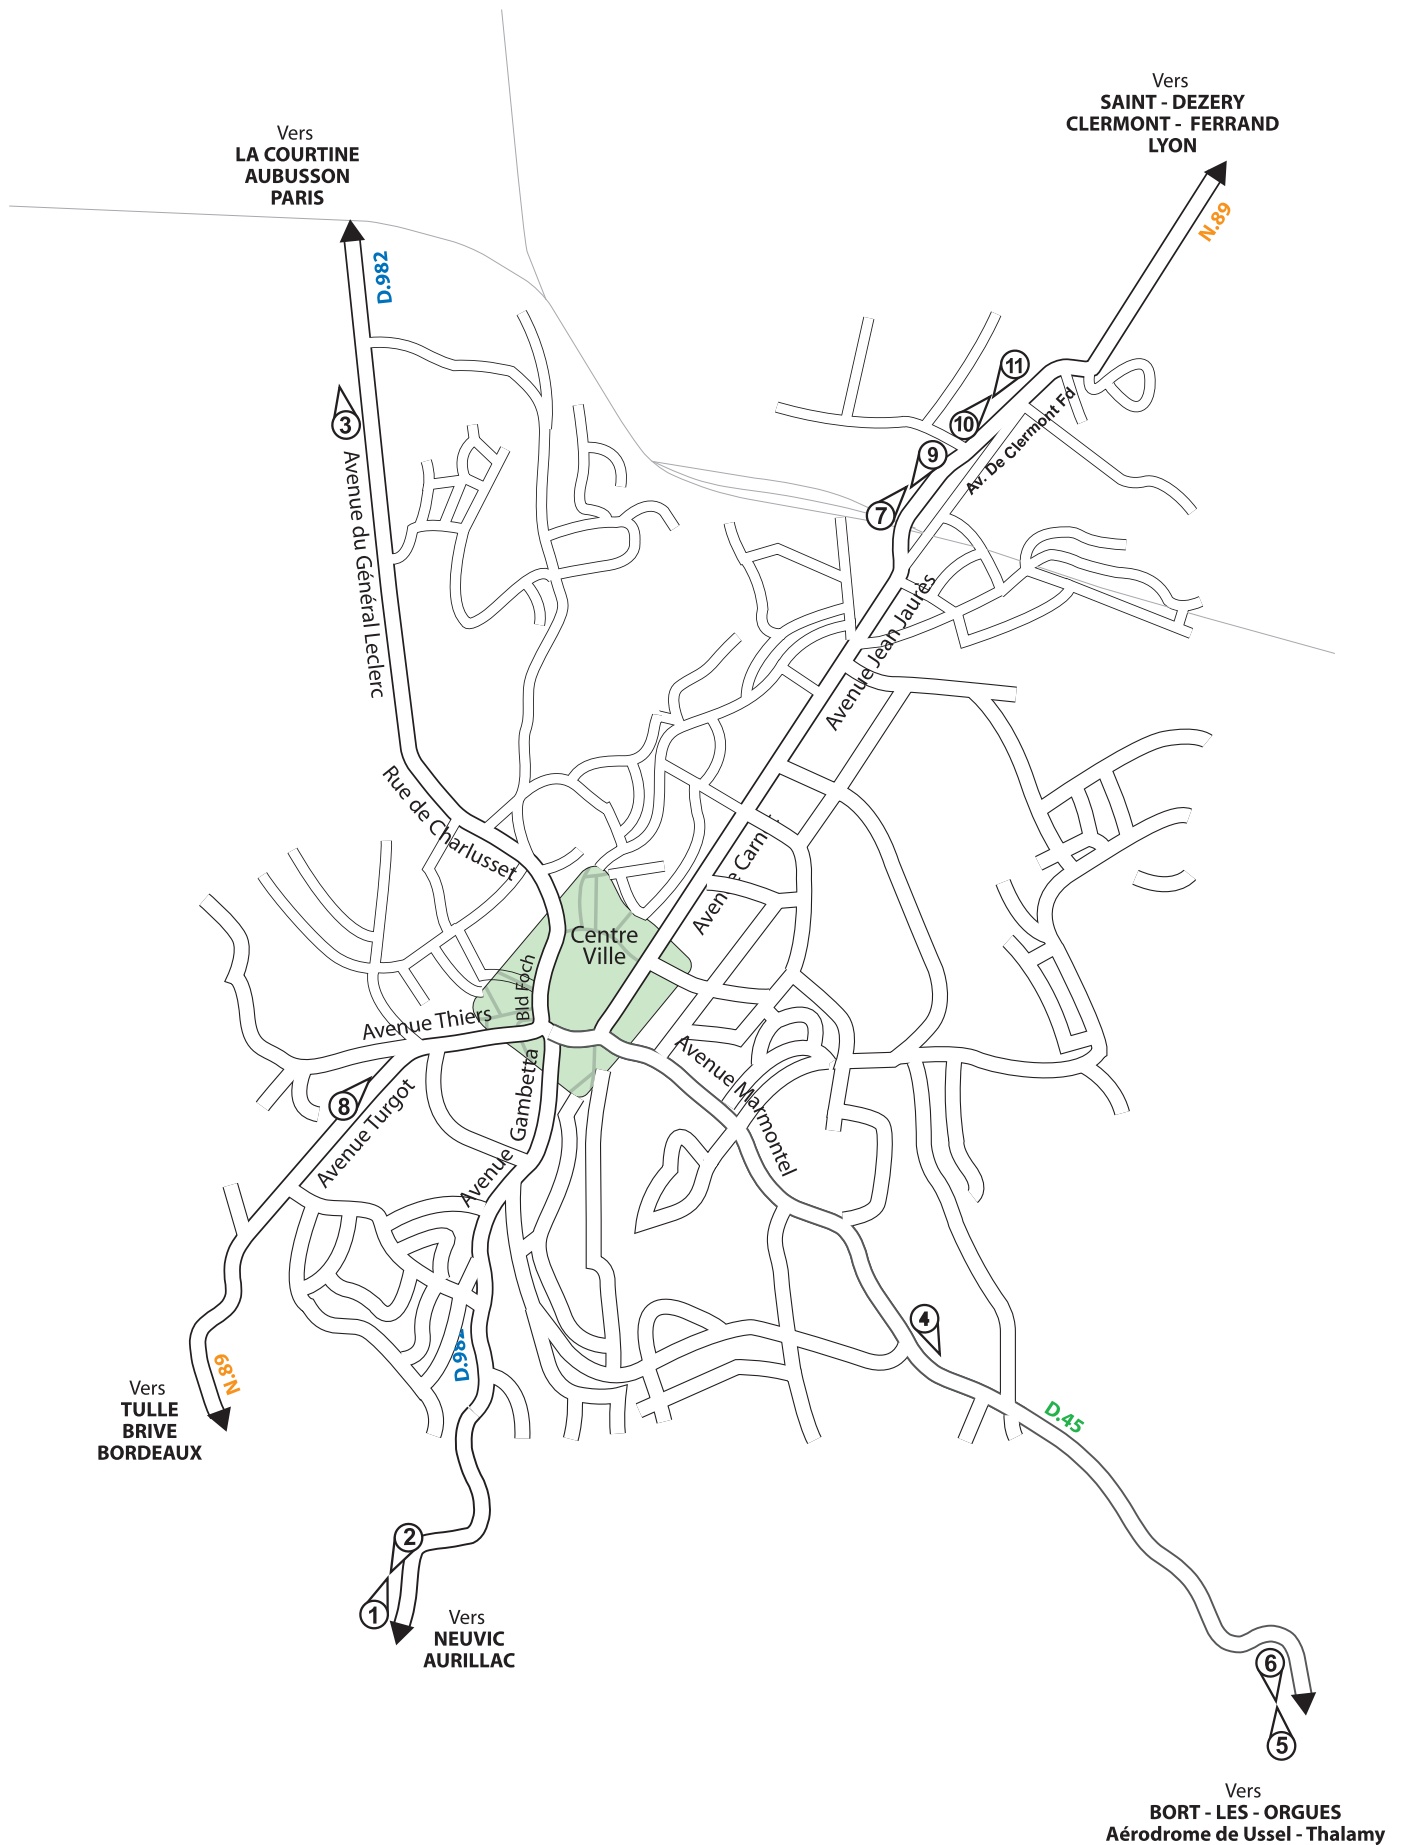 Vers
SAINT - DEZERY
CLERMONT - FERRAND
LYON
Vers
LA COURTINE
AUBUSSON
PARIS
N.89
D.982
11
3
10
9
7
Av. De Clermont Fd
Avenue du Général Leclerc
Avenue Jean Jaurès
Rue de Charlusset
Centre
Ville
Bld Foch
Avenue Thiers
Avenue Marmontel
8
Avenue Turgot
Avenue Gambetta
4
N.89
Vers
TULLE
BRIVE
BORDEAUX
D.45
2
1
Vers
NEUVIC
AURILLAC
6
5
Vers
BORT - LES - ORGUES
Aérodrome de Ussel - Thalamy